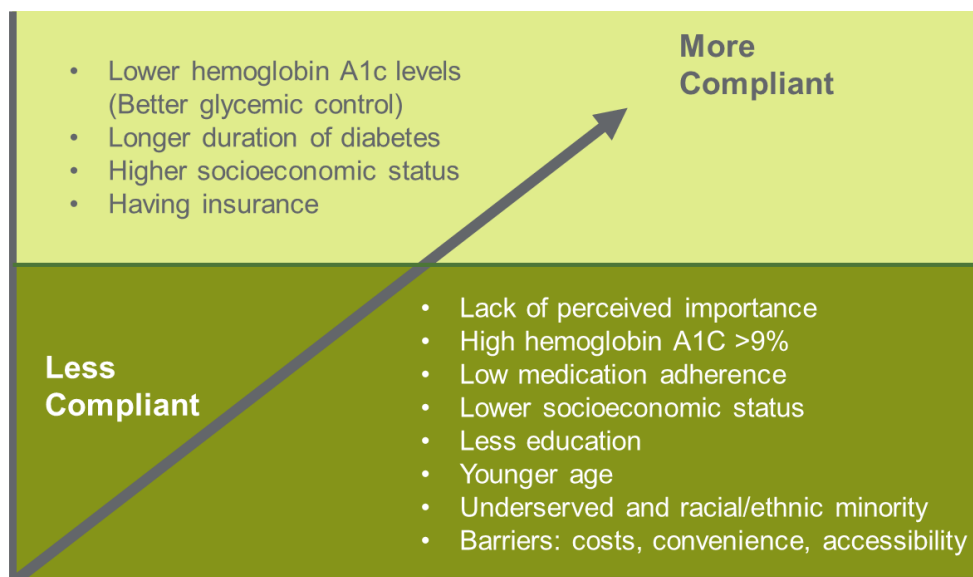 More
Compliant
• Lower hemoglobin A1c levels
(Better glycemic control)
• Longer duration of diabetes
• Higher socioeconomic status
• Having insurance
Less
Compliant
• Lack of perceived importance
• High hemoglobin A1C >9%
• Low medication adherence
• Lower socioeconomic status
• Less education
• Younger age
• Underserved and racial/ethnic minority
• Barriers: costs, convenience, accessibility